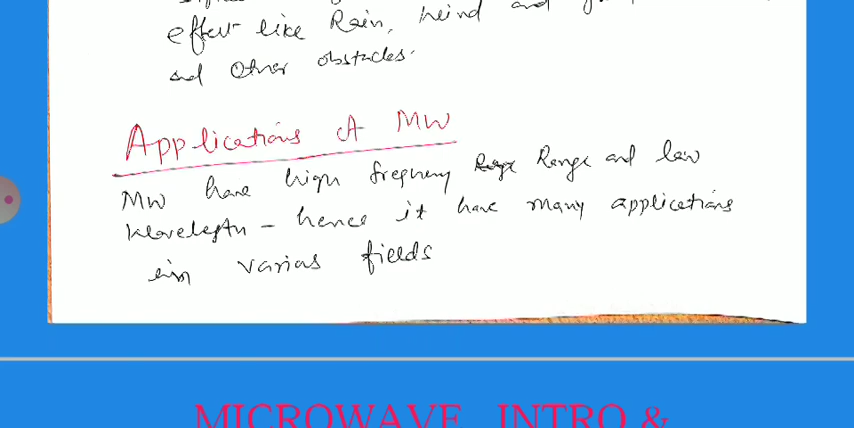 effect like Rain, wind and
and Other obstacles.
Applications of MW
MW have high frequency Range and low
Wavelength - hence it have many applications
in varias fields
MICROWAVE INTRO &